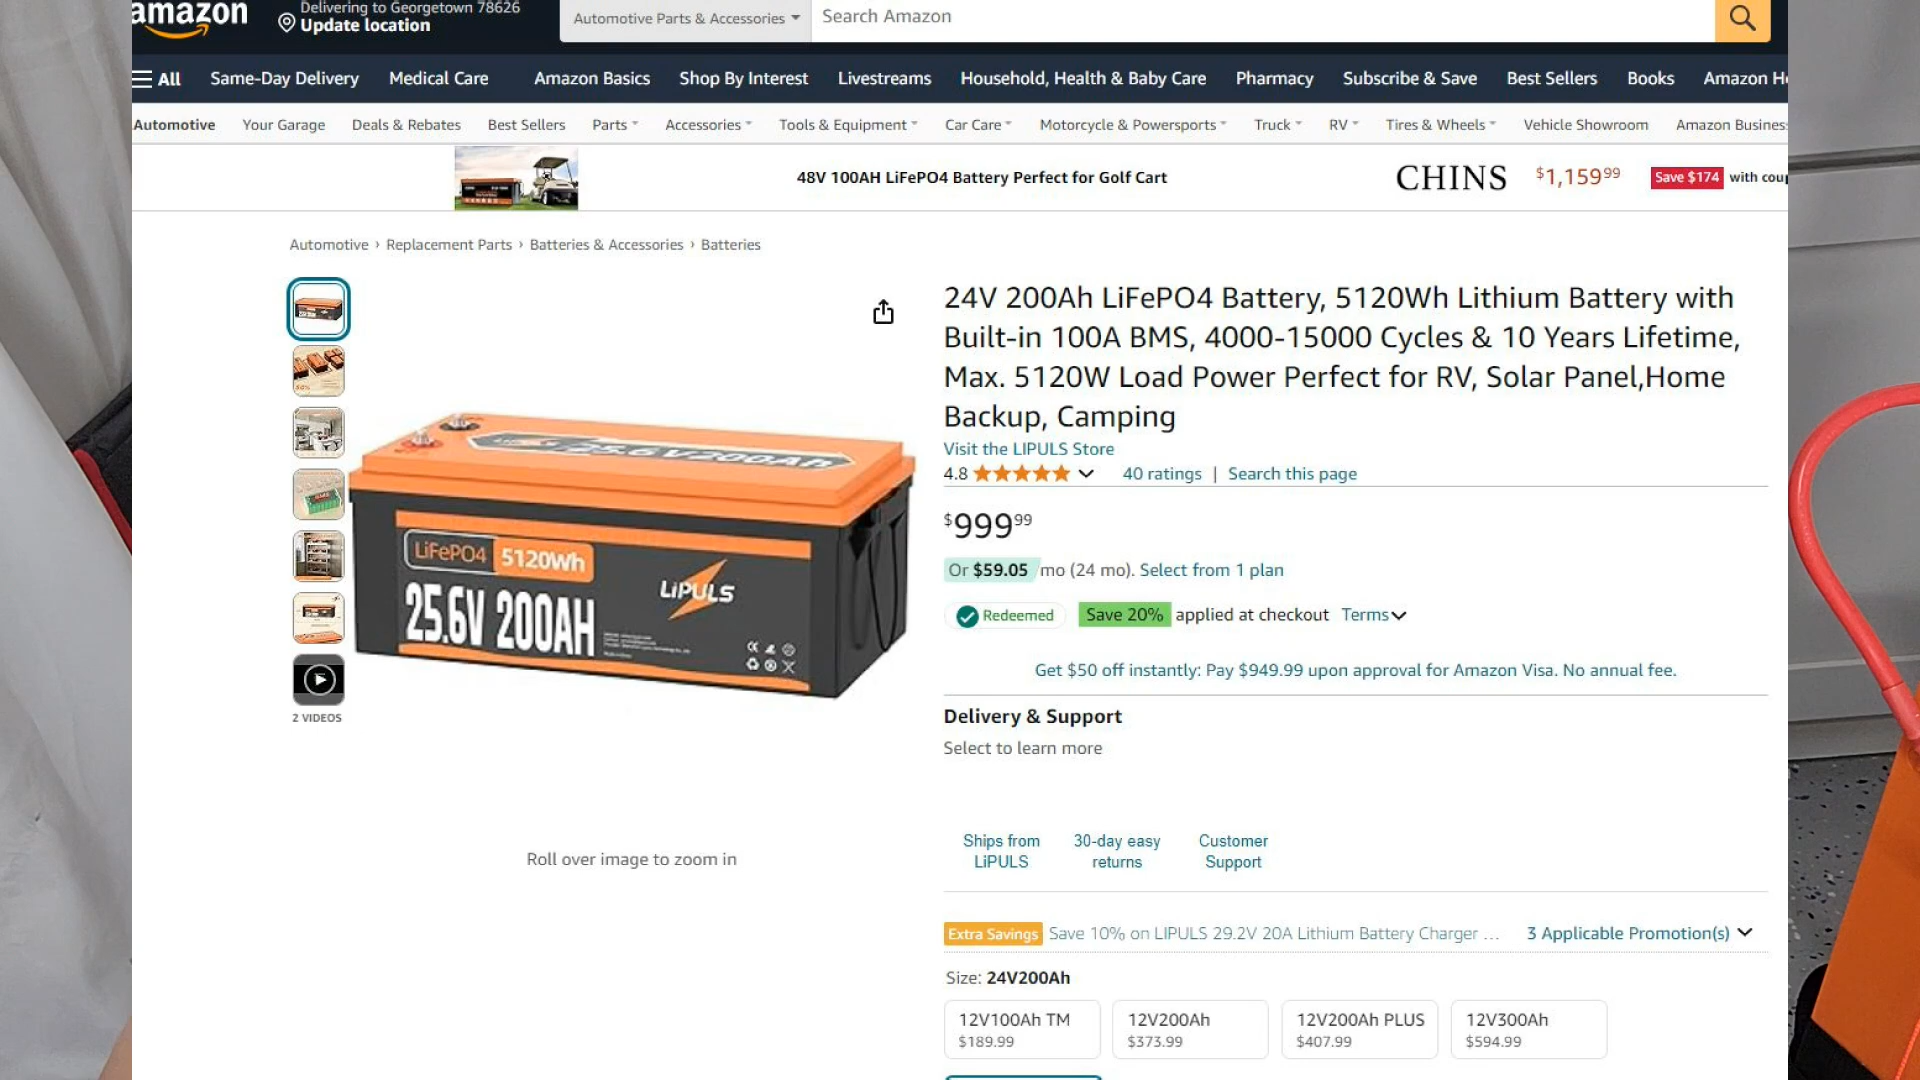 amazon
Delivering to Georgetown 78626
Update location
Automotive Parts & Accessories
Search Amazon
All
Same-Day Delivery
Medical Care
Amazon Basics
Shop By Interest
Livestreams
Household, Health & Baby Care
Pharmacy
Subscribe & Save
Best Sellers
Books
Amazon H
Automotive
Your Garage
Deals & Rebates
Best Sellers
Parts
Accessories
Tools & Equipment
Car Care
Motorcycle & Powersports
Truck
RV
Tires & Wheels
Vehicle Showroom
Amazon Busines
48V 100AH LiFePO4 Battery Perfect for Golf Cart
CHINS
$1,159.99
Save $174 with coup
Automotive › Replacement Parts › Batteries & Accessories › Batteries
24V 200Ah LiFePO4 Battery, 5120Wh Lithium Battery with
Built-in 100A BMS, 4000-15000 Cycles & 10 Years Lifetime,
Max. 5120W Load Power Perfect for RV, Solar Panel,Home
Backup, Camping
Visit the LIPULS Store
4.8
40 ratings | Search this page
$999.99
Or $59.05 /mo (24 mo). Select from 1 plan
Redeemed
Save 20% applied at checkout Terms
Get $50 off instantly: Pay $949.99 upon approval for Amazon Visa. No annual fee.
Delivery & Support
Select to learn more
Ships from
LiPULS
30-day easy
returns
Customer
Support
Extra Savings Save 10% on LIPULS 29.2V 20A Lithium Battery Charger ...
3 Applicable Promotion(s)
Size: 24V200Ah
12V100Ah TM
$189.99
12V200Ah
$373.99
12V200Ah PLUS
$407.99
12V300Ah
$594.99
25.6V200AH
LiFePO4 5120Wh
LiPULS
25.6V 200AH
2 VIDEOS
Roll over image to zoom in